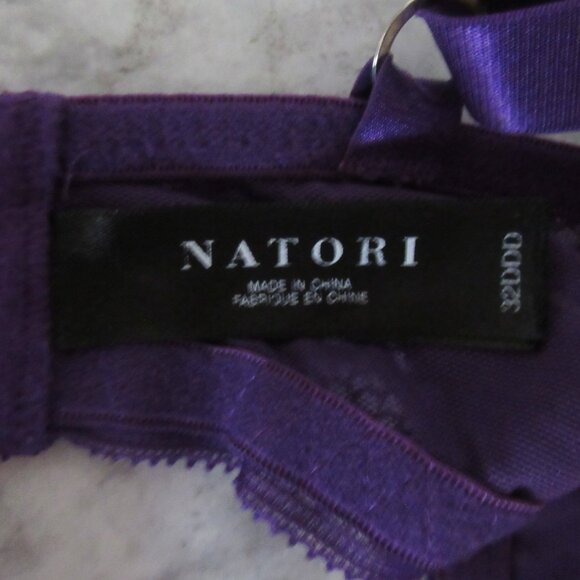 NATORI
MADE IN CHINA
FABRIQUE EN CHINE
32DDD